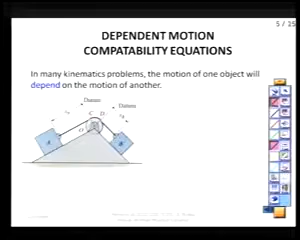 5 / 15
DEPENDENT MOTION
COMPATABILITY EQUATIONS
In many kinematics problems, the motion of one object will
depend on the motion of another.
Datum
Datum
C D
O
A
B